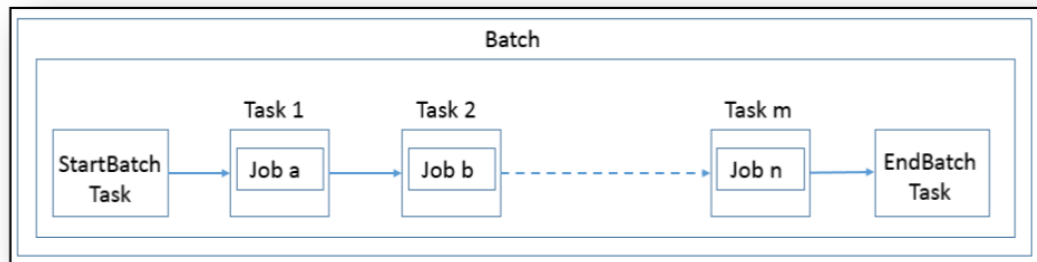 Batch
Task 1
Task 2
Task m
StartBatch
Task
Job a
Job b
Job n
EndBatch
Task